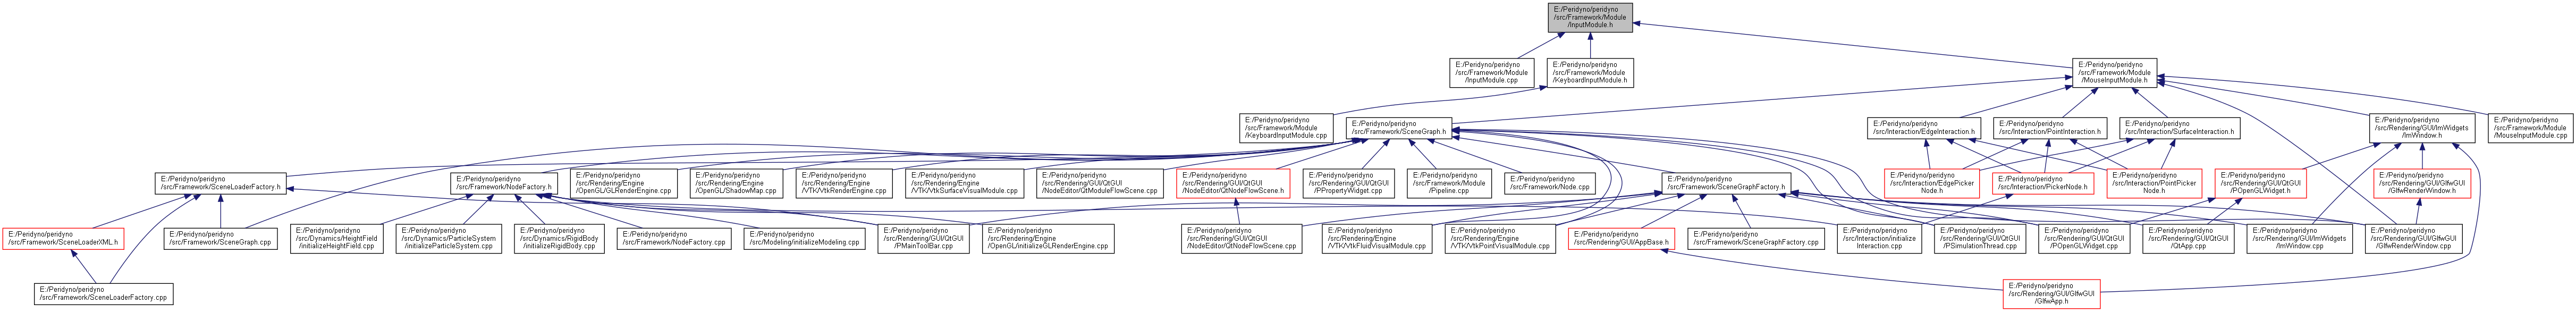 E:/Peridyno/peridyno
/src/Framework/Module
/InputModule.h
E:/Peridyno/peridyno
/src/Framework/Module
/InputModule.cpp
E:/Peridyno/peridyno
/src/Framework/Module
/KeyboardInputModule.h
E:/Peridyno/peridyno
/src/Framework/Module
/MouseInputModule.h
E:/Peridyno/peridyno
/src/Framework/Module
/KeyboardInputModule.cpp
E:/Peridyno/peridyno
/src/Framework/SceneGraph.h
E:/Peridyno/peridyno
/src/Interaction/EdgeInteraction.h
E:/Peridyno/peridyno
/src/Interaction/PointInteraction.h
E:/Peridyno/peridyno
/src/Interaction/SurfaceInteraction.h
E:/Peridyno/peridyno
/src/Rendering/GUI/ImWidgets
/ImWindow.h
E:/Peridyno/peridyno
/src/Framework/Module
/MouseInputModule.cpp
E:/Peridyno/peridyno
/src/Framework/SceneLoaderFactory.h
E:/Peridyno/peridyno
/src/Framework/NodeFactory.h
E:/Peridyno/peridyno
/src/Rendering/Engine
/OpenGL/GLRenderEngine.cpp
E:/Peridyno/peridyno
/src/Rendering/Engine
/OpenGL/ShadowMap.cpp
E:/Peridyno/peridyno
/src/Rendering/Engine
/VTK/VtkRenderEngine.cpp
E:/Peridyno/peridyno
/src/Rendering/Engine
/VTK/VtkSurfaceVisualModule.cpp
E:/Peridyno/peridyno
/src/Rendering/GUI/QtGUI
/NodeEditor/QtModuleFlowScene.cpp
E:/Peridyno/peridyno
/src/Rendering/GUI/QtGUI
/NodeEditor/QtNodeFlowScene.h
E:/Peridyno/peridyno
/src/Rendering/GUI/QtGUI
/PPropertyWidget.cpp
E:/Peridyno/peridyno
/src/Framework/Module
/Pipeline.cpp
E:/Peridyno/peridyno
/src/Framework/Node.cpp
E:/Peridyno/peridyno
/src/Framework/SceneGraphFactory.h
E:/Peridyno/peridyno
/src/Interaction/EdgePicker
Node.h
E:/Peridyno/peridyno
/src/Interaction/PickerNode.h
E:/Peridyno/peridyno
/src/Interaction/PointPicker
Node.h
E:/Peridyno/peridyno
/src/Rendering/GUI/QtGUI
/POpenGLWidget.h
E:/Peridyno/peridyno
/src/Rendering/GUI/GlfwGUI
/GlfwRenderWindow.h
E:/Peridyno/peridyno
/src/Framework/SceneLoaderXML.h
E:/Peridyno/peridyno
/src/Framework/SceneGraph.cpp
E:/Peridyno/peridyno
/src/Dynamics/HeightField
/initializeHeightField.cpp
E:/Peridyno/peridyno
/src/Dynamics/ParticleSystem
/initializeParticleSystem.cpp
E:/Peridyno/peridyno
/src/Dynamics/RigidBody
/initializeRigidBody.cpp
E:/Peridyno/peridyno
/src/Framework/NodeFactory.cpp
E:/Peridyno/peridyno
/src/Modeling/initializeModeling.cpp
E:/Peridyno/peridyno
/src/Rendering/GUI/QtGUI
/PMainToolBar.cpp
E:/Peridyno/peridyno
/src/Rendering/Engine
/OpenGL/initializeGLRenderEngine.cpp
E:/Peridyno/peridyno
/src/Rendering/GUI/QtGUI
/NodeEditor/QtNodeFlowScene.cpp
E:/Peridyno/peridyno
/src/Rendering/Engine
/VTK/VtkFluidVisualModule.cpp
E:/Peridyno/peridyno
/src/Rendering/Engine
/VTK/VtkPointVisualModule.cpp
E:/Peridyno/peridyno
/src/Rendering/GUI/AppBase.h
E:/Peridyno/peridyno
/src/Framework/SceneGraphFactory.cpp
E:/Peridyno/peridyno
/src/Interaction/initialize
Interaction.cpp
E:/Peridyno/peridyno
/src/Rendering/GUI/QtGUI
/PSimulationThread.cpp
E:/Peridyno/peridyno
/src/Rendering/GUI/QtGUI
/POpenGLWidget.cpp
E:/Peridyno/peridyno
/src/Rendering/GUI/QtGUI
/QtApp.cpp
E:/Peridyno/peridyno
/src/Rendering/GUI/ImWidgets
/ImWindow.cpp
E:/Peridyno/peridyno
/src/Rendering/GUI/GlfwGUI
/GlfwRenderWindow.cpp
E:/Peridyno/peridyno
/src/Framework/SceneLoaderFactory.cpp
E:/Peridyno/peridyno
/src/Rendering/GUI/GlfwGUI
/GlfwApp.h